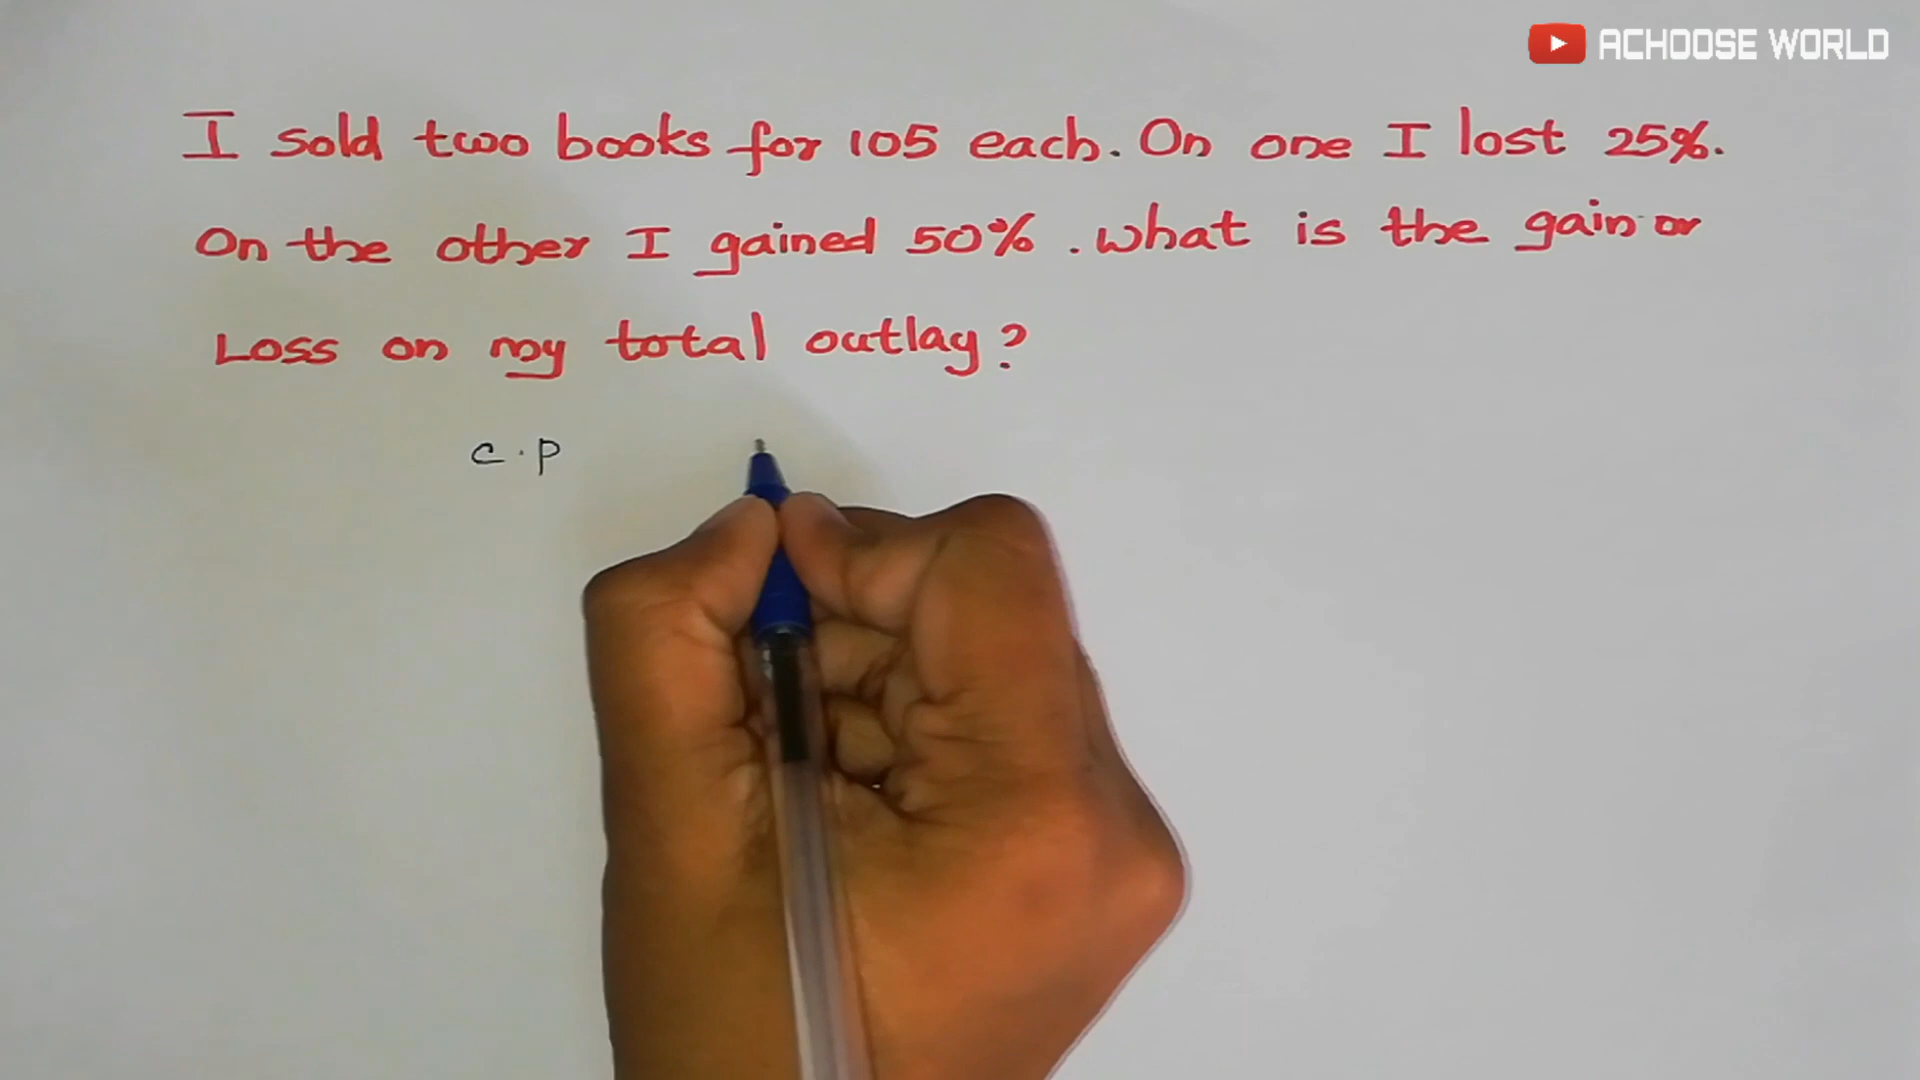 ACHOOSE WORLD
I sold two books for 105 each. On one I lost 25%.
On the other I gained 50%. what is the gain or
Loss on my total outlay?
c.p